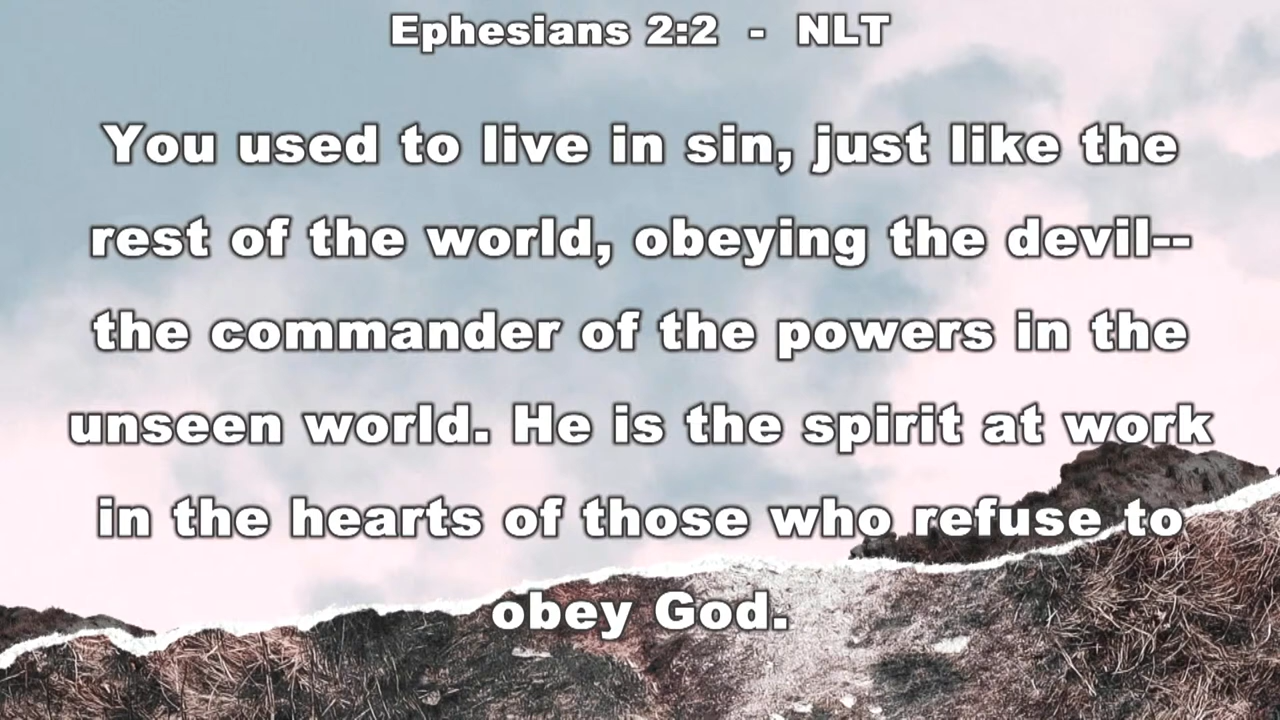 Ephesians 2:2 - NLT
You used to live in sin, just like the
rest of the world, obeying the devil--
the commander of the powers in the
unseen world. He is the spirit at work
in the hearts of those who refuse to
obey God.